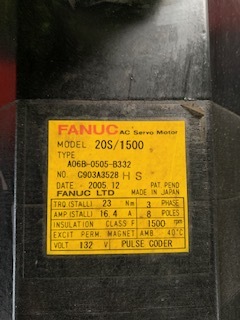 FANUC AC Servo Motor
MODEL 20S/1500
TYPE
A06B-0505-B332
NO. C903A3528 H S
DATE 2005.12 PAT. PEND
FANUC LTD MADE IN JAPAN
TRQ (STALL) 23 Nm 3 PHASE
AMP (STALL) 16.4 A 8 POLES
INSULATION CLASS F 1500 rpm
EXCIT PERM. MAGNET AMB 40°C
VOLT 132 V PULSE CODER